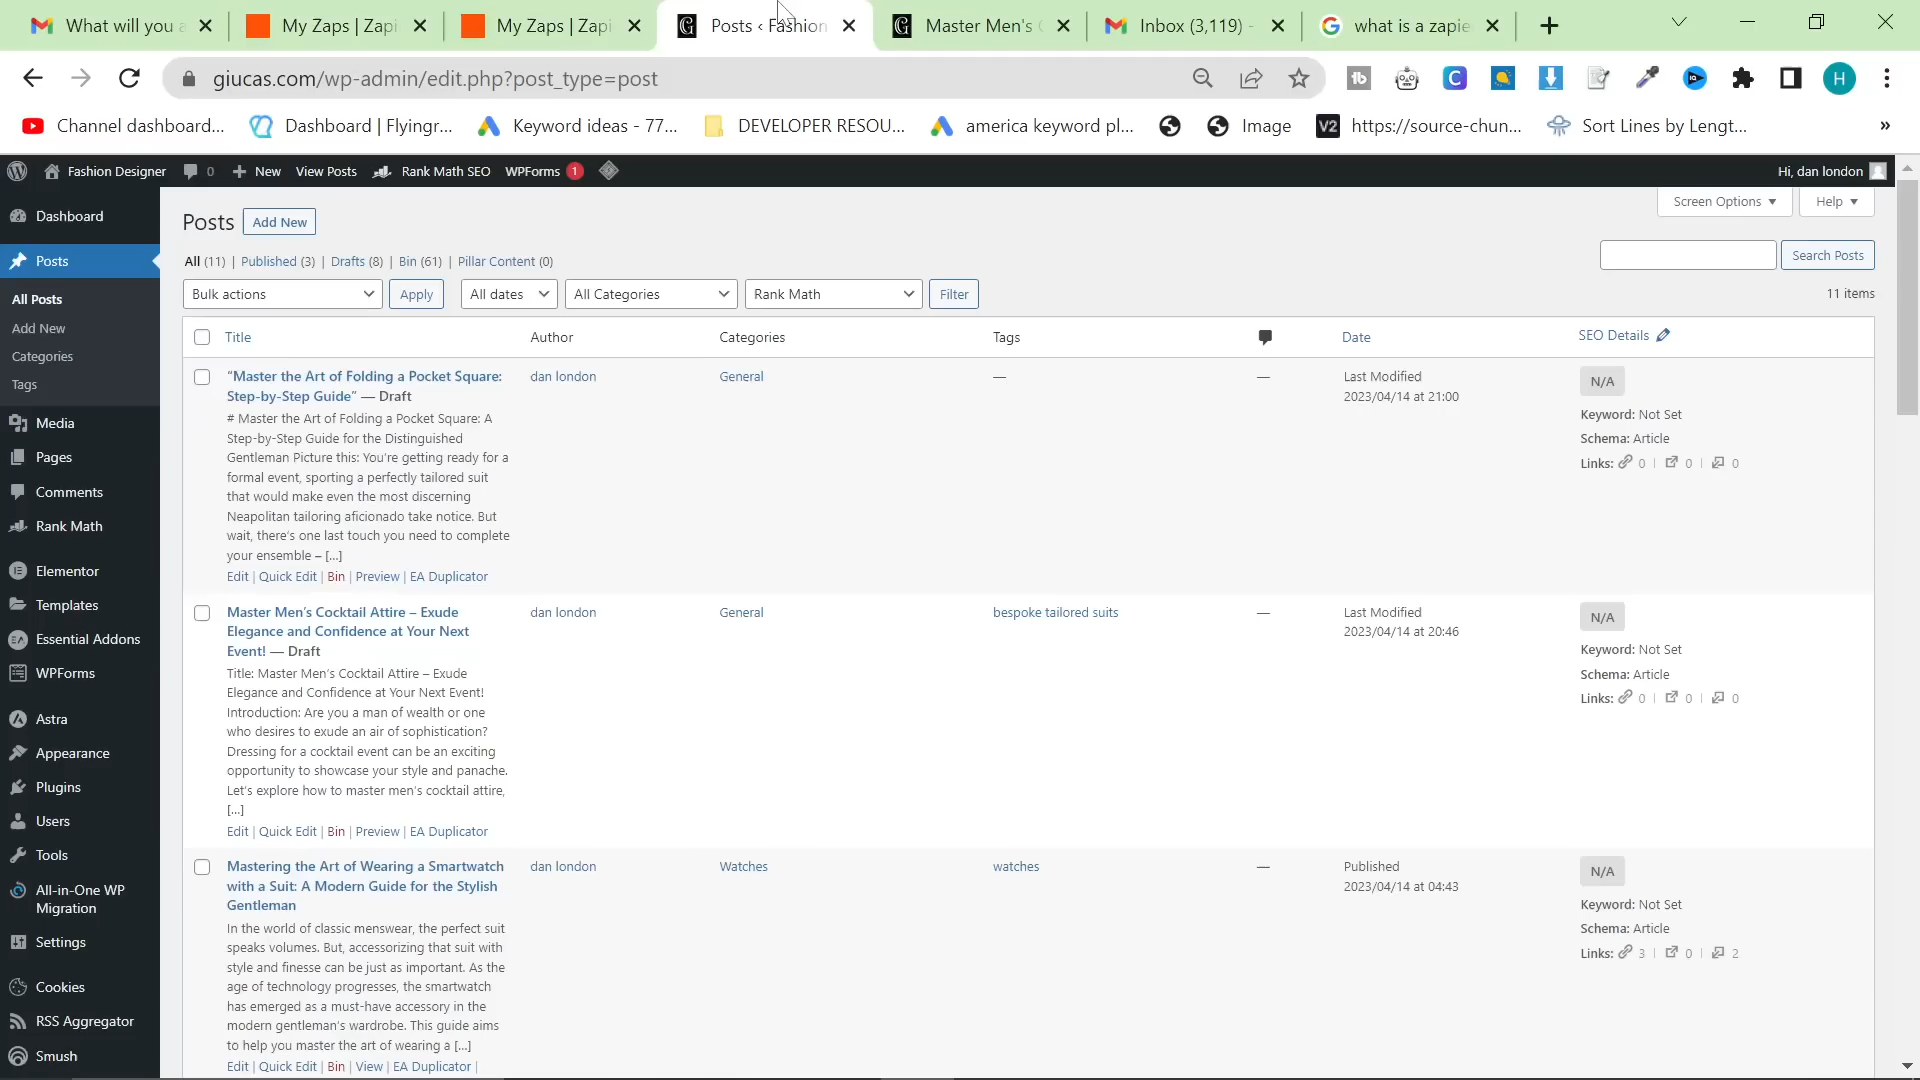 What will you a
My Zaps | Zapi
My Zaps | Zapi
Posts ‹ Fashion
Master Men's C
Inbox (3,119) -
what is a zapie
giucas.com/wp-admin/edit.php?post_type=post
Channel dashboard...
Dashboard | Flyingr...
Keyword ideas - 77...
DEVELOPER RESOU...
america keyword pl...
Image
https://source-chun...
Sort Lines by Lengt...
»
Fashion Designer
0
New
View Posts
Rank Math SEO
WPForms 1
Hi, dan london
Dashboard
Posts
All Posts
Add New
Categories
Tags
Media
Pages
Comments
Rank Math
Elementor
Templates
Essential Addons
WPForms
Astra
Appearance
Plugins
Users
Tools
All-in-One WP
Migration
Settings
Cookies
RSS Aggregator
Smush
Screen Options
Help
Posts
Add New
All (11) | Published (3) | Drafts (8) | Bin (61) | Pillar Content (0)
Search Posts
Bulk actions
Apply
All dates
All Categories
Rank Math
Filter
11 items
Title
Author
Categories
Tags
Date
SEO Details
“Master the Art of Folding a Pocket Square:
Step-by-Step Guide” — Draft
# Master the Art of Folding a Pocket Square: A
Step-by-Step Guide for the Distinguished
Gentleman Picture this: You’re getting ready for a
formal event, sporting a perfectly tailored suit
that would make even the most discerning
Neapolitan tailoring aficionado take notice. But
wait, there’s one last touch you need to complete
your ensemble – [...]
Edit | Quick Edit | Bin | Preview | EA Duplicator
dan london
General
—
—
Last Modified
2023/04/14 at 21:00
N/A
Keyword: Not Set
Schema: Article
Links: 0 | 0 | 0
Master Men’s Cocktail Attire – Exude
Elegance and Confidence at Your Next
Event! — Draft
Title: Master Men’s Cocktail Attire – Exude
Elegance and Confidence at Your Next Event!
Introduction: Are you a man of wealth or one
who desires to exude an air of sophistication?
Dressing for a cocktail event can be an exciting
opportunity to showcase your style and panache.
Let’s explore how to master men’s cocktail attire,
[...]
Edit | Quick Edit | Bin | Preview | EA Duplicator
dan london
General
bespoke tailored suits
—
Last Modified
2023/04/14 at 20:46
N/A
Keyword: Not Set
Schema: Article
Links: 0 | 0 | 0
Mastering the Art of Wearing a Smartwatch
with a Suit: A Modern Guide for the Stylish
Gentleman
In the world of classic menswear, the perfect suit
speaks volumes. But, accessorizing that suit with
style and finesse can be just as important. As the
age of technology progresses, the smartwatch
has emerged as a must-have accessory in the
modern gentleman’s wardrobe. This guide aims
to help you master the art of wearing a [...]
Edit | Quick Edit | Bin | View | EA Duplicator |
dan london
Watches
watches
—
Published
2023/04/14 at 04:43
N/A
Keyword: Not Set
Schema: Article
Links: 3 | 0 | 2